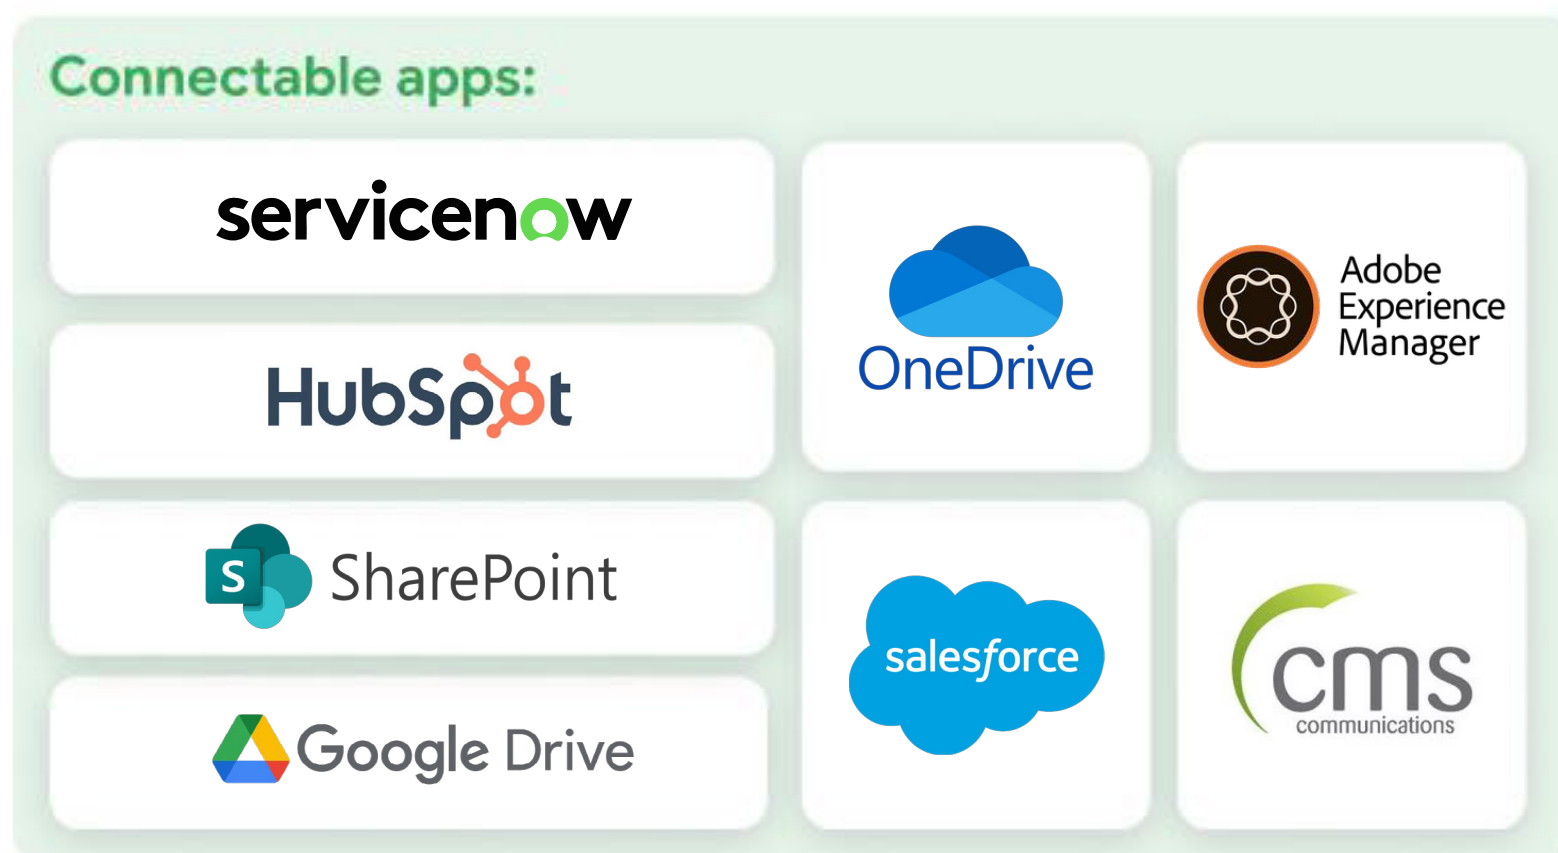 Connectable apps:
servicenow
HubSpot
S SharePoint
Google Drive
OneDrive
Adobe
Experience
Manager
salesforce
cms
communications